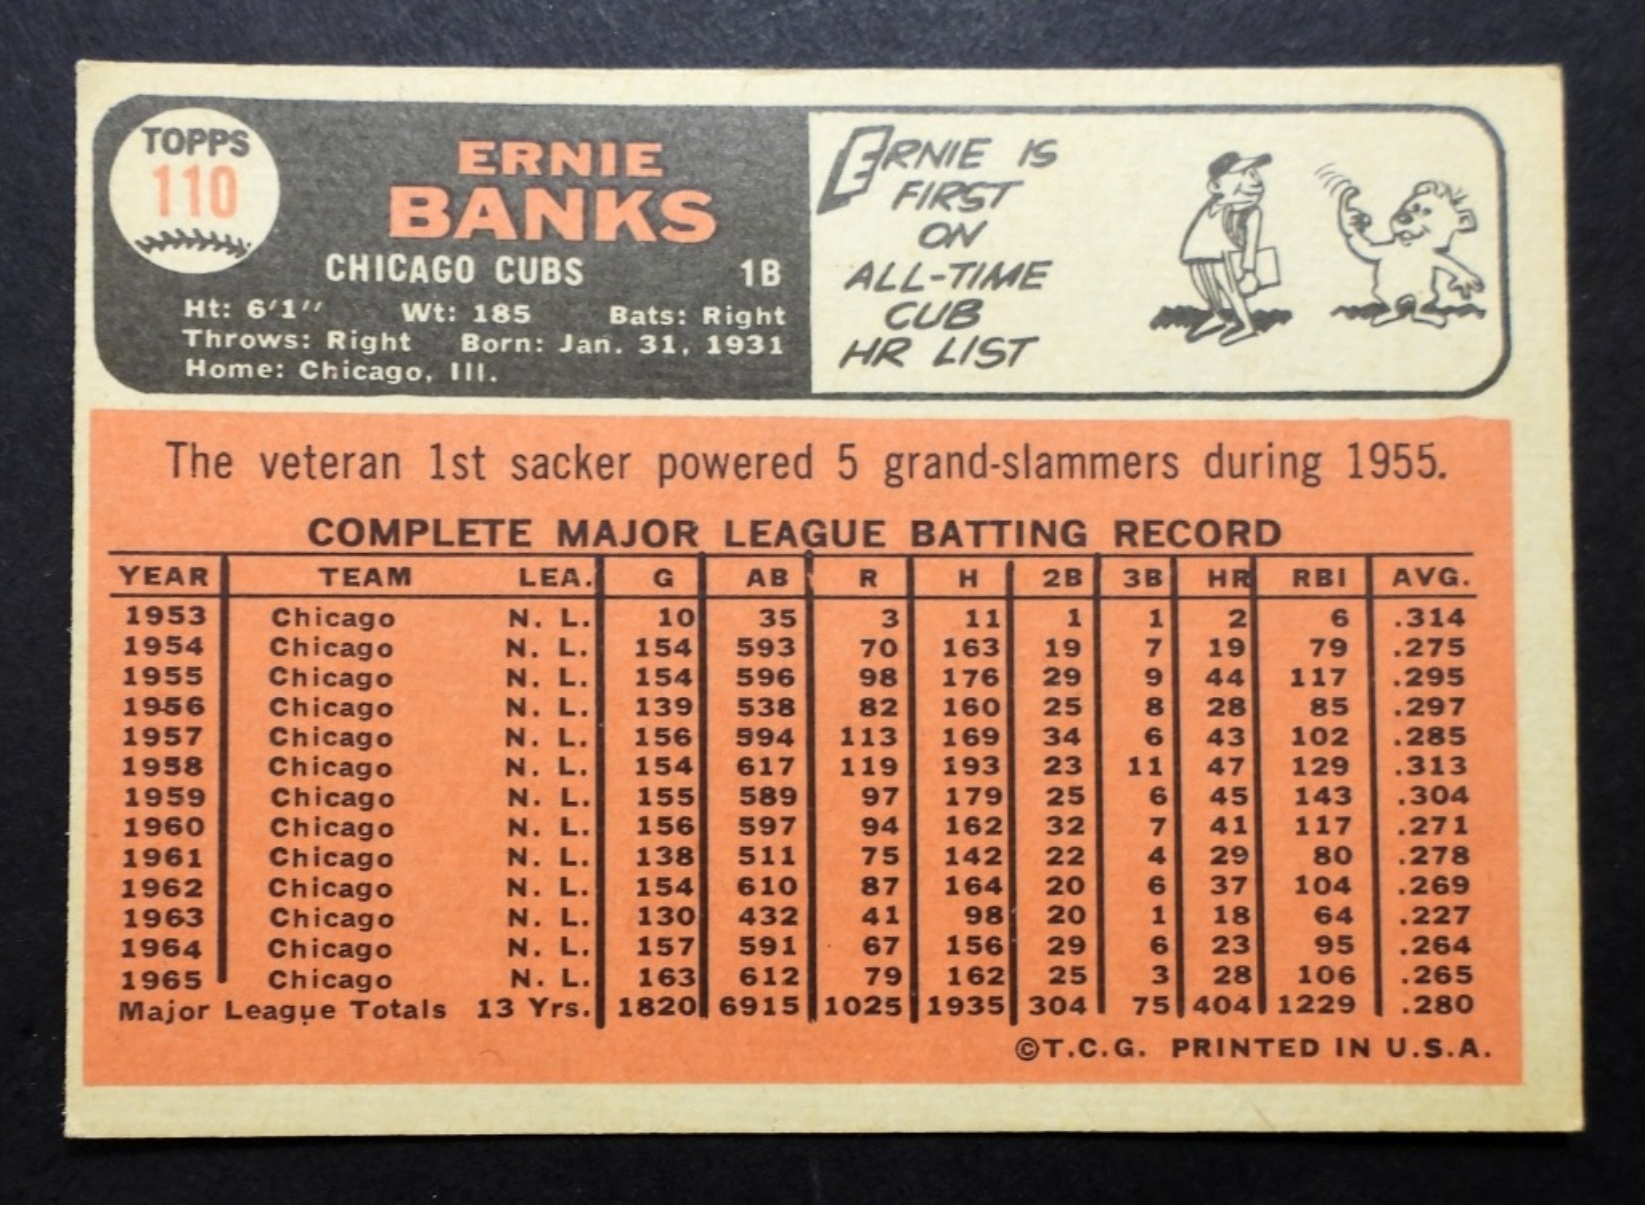 TOPPS
110
ERNIE
BANKS
CHICAGO CUBS 1B
Ht: 6'1" Wt: 185 Bats: Right
Throws: Right Born: Jan. 31, 1931
Home: Chicago, Ill.
ERNIE IS
FIRST
ON
ALL-TIME
CUB
HR LIST
The veteran 1st sacker powered 5 grand-slammers during 1955.
COMPLETE MAJOR LEAGUE BATTING RECORD
YEAR TEAM LEA. G AB R H 2B 3B HR RBI AVG.
1953 Chicago N. L. 10 35 3 11 1 1 2 6 .314
1954 Chicago N. L. 154 593 70 163 19 7 19 79 .275
1955 Chicago N. L. 154 596 98 176 29 9 44 117 .295
1956 Chicago N. L. 139 538 82 160 25 8 28 85 .297
1957 Chicago N. L. 156 594 113 169 34 6 43 102 .285
1958 Chicago N. L. 154 617 119 193 23 11 47 129 .313
1959 Chicago N. L. 155 589 97 179 25 6 45 143 .304
1960 Chicago N. L. 156 597 94 162 32 7 41 117 .271
1961 Chicago N. L. 138 511 75 142 22 4 29 80 .278
1962 Chicago N. L. 154 610 87 164 20 6 37 104 .269
1963 Chicago N. L. 130 432 41 98 20 1 18 64 .227
1964 Chicago N. L. 157 591 67 156 29 6 23 95 .264
1965 Chicago N. L. 163 612 79 162 25 3 28 106 .265
Major League Totals 13 Yrs. 1820 6915 1025 1935 304 75 404 1229 .280
©T.C.G. PRINTED IN U.S.A.